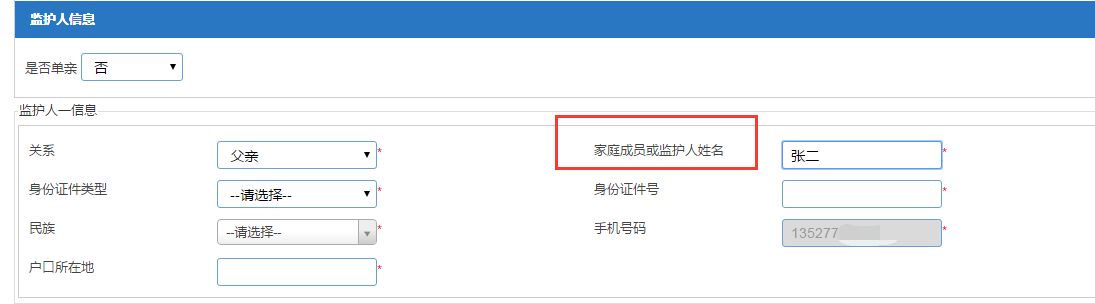 监护人信息
是否单亲 否
监护人一信息
关系 父亲 * 家庭成员或监护人姓名 张二 *
身份证件类型 --请选择-- * 身份证件号
民族 --请选择-- * 手机号码 135277 *
户口所在地 *